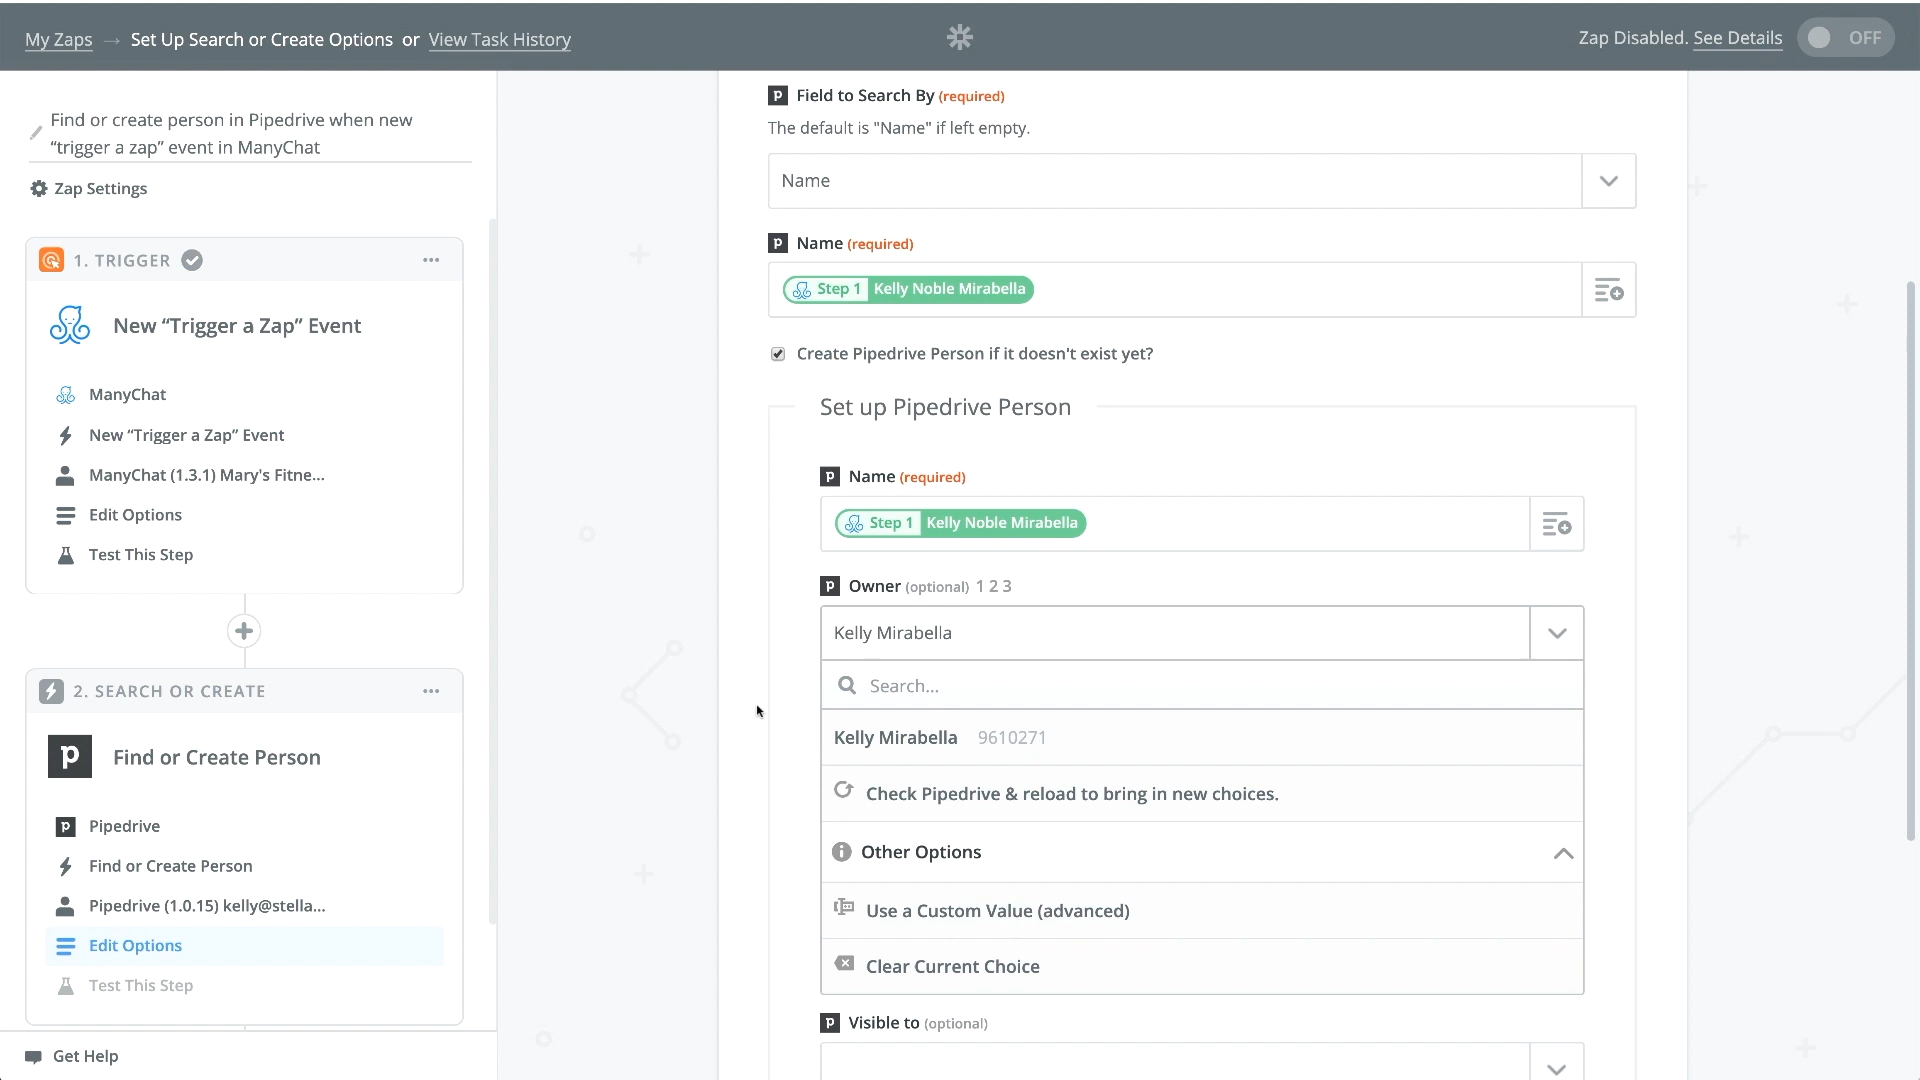 My Zaps → Set Up Search or Create Options or View Task History
Zap Disabled. See Details OFF
Find or create person in Pipedrive when new
“trigger a zap” event in ManyChat
Zap Settings
1. TRIGGER
New “Trigger a Zap” Event
ManyChat
New “Trigger a Zap” Event
ManyChat (1.3.1) Mary's Fitne...
Edit Options
Test This Step
2. SEARCH OR CREATE
Find or Create Person
Pipedrive
Find or Create Person
Pipedrive (1.0.15) kelly@stella...
Edit Options
Test This Step
Get Help
Field to Search By (required)
The default is "Name" if left empty.
Name
Name (required)
Step 1 Kelly Noble Mirabella
Create Pipedrive Person if it doesn't exist yet?
Set up Pipedrive Person
Name (required)
Step 1 Kelly Noble Mirabella
Owner (optional) 1 2 3
Kelly Mirabella
Search...
Kelly Mirabella 9610271
Check Pipedrive & reload to bring in new choices.
Other Options
Use a Custom Value (advanced)
Clear Current Choice
Visible to (optional)